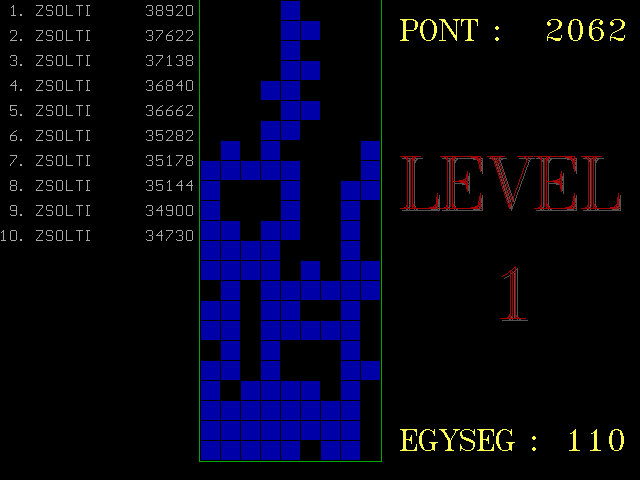 1. ZSOLTI 38920
2. ZSOLTI 37622
3. ZSOLTI 37138
4. ZSOLTI 36840
5. ZSOLTI 36662
6. ZSOLTI 35282
7. ZSOLTI 35178
8. ZSOLTI 35144
9. ZSOLTI 34900
10. ZSOLTI 34730
PONT : 2062
LEVEL
1
EGYSEG : 110